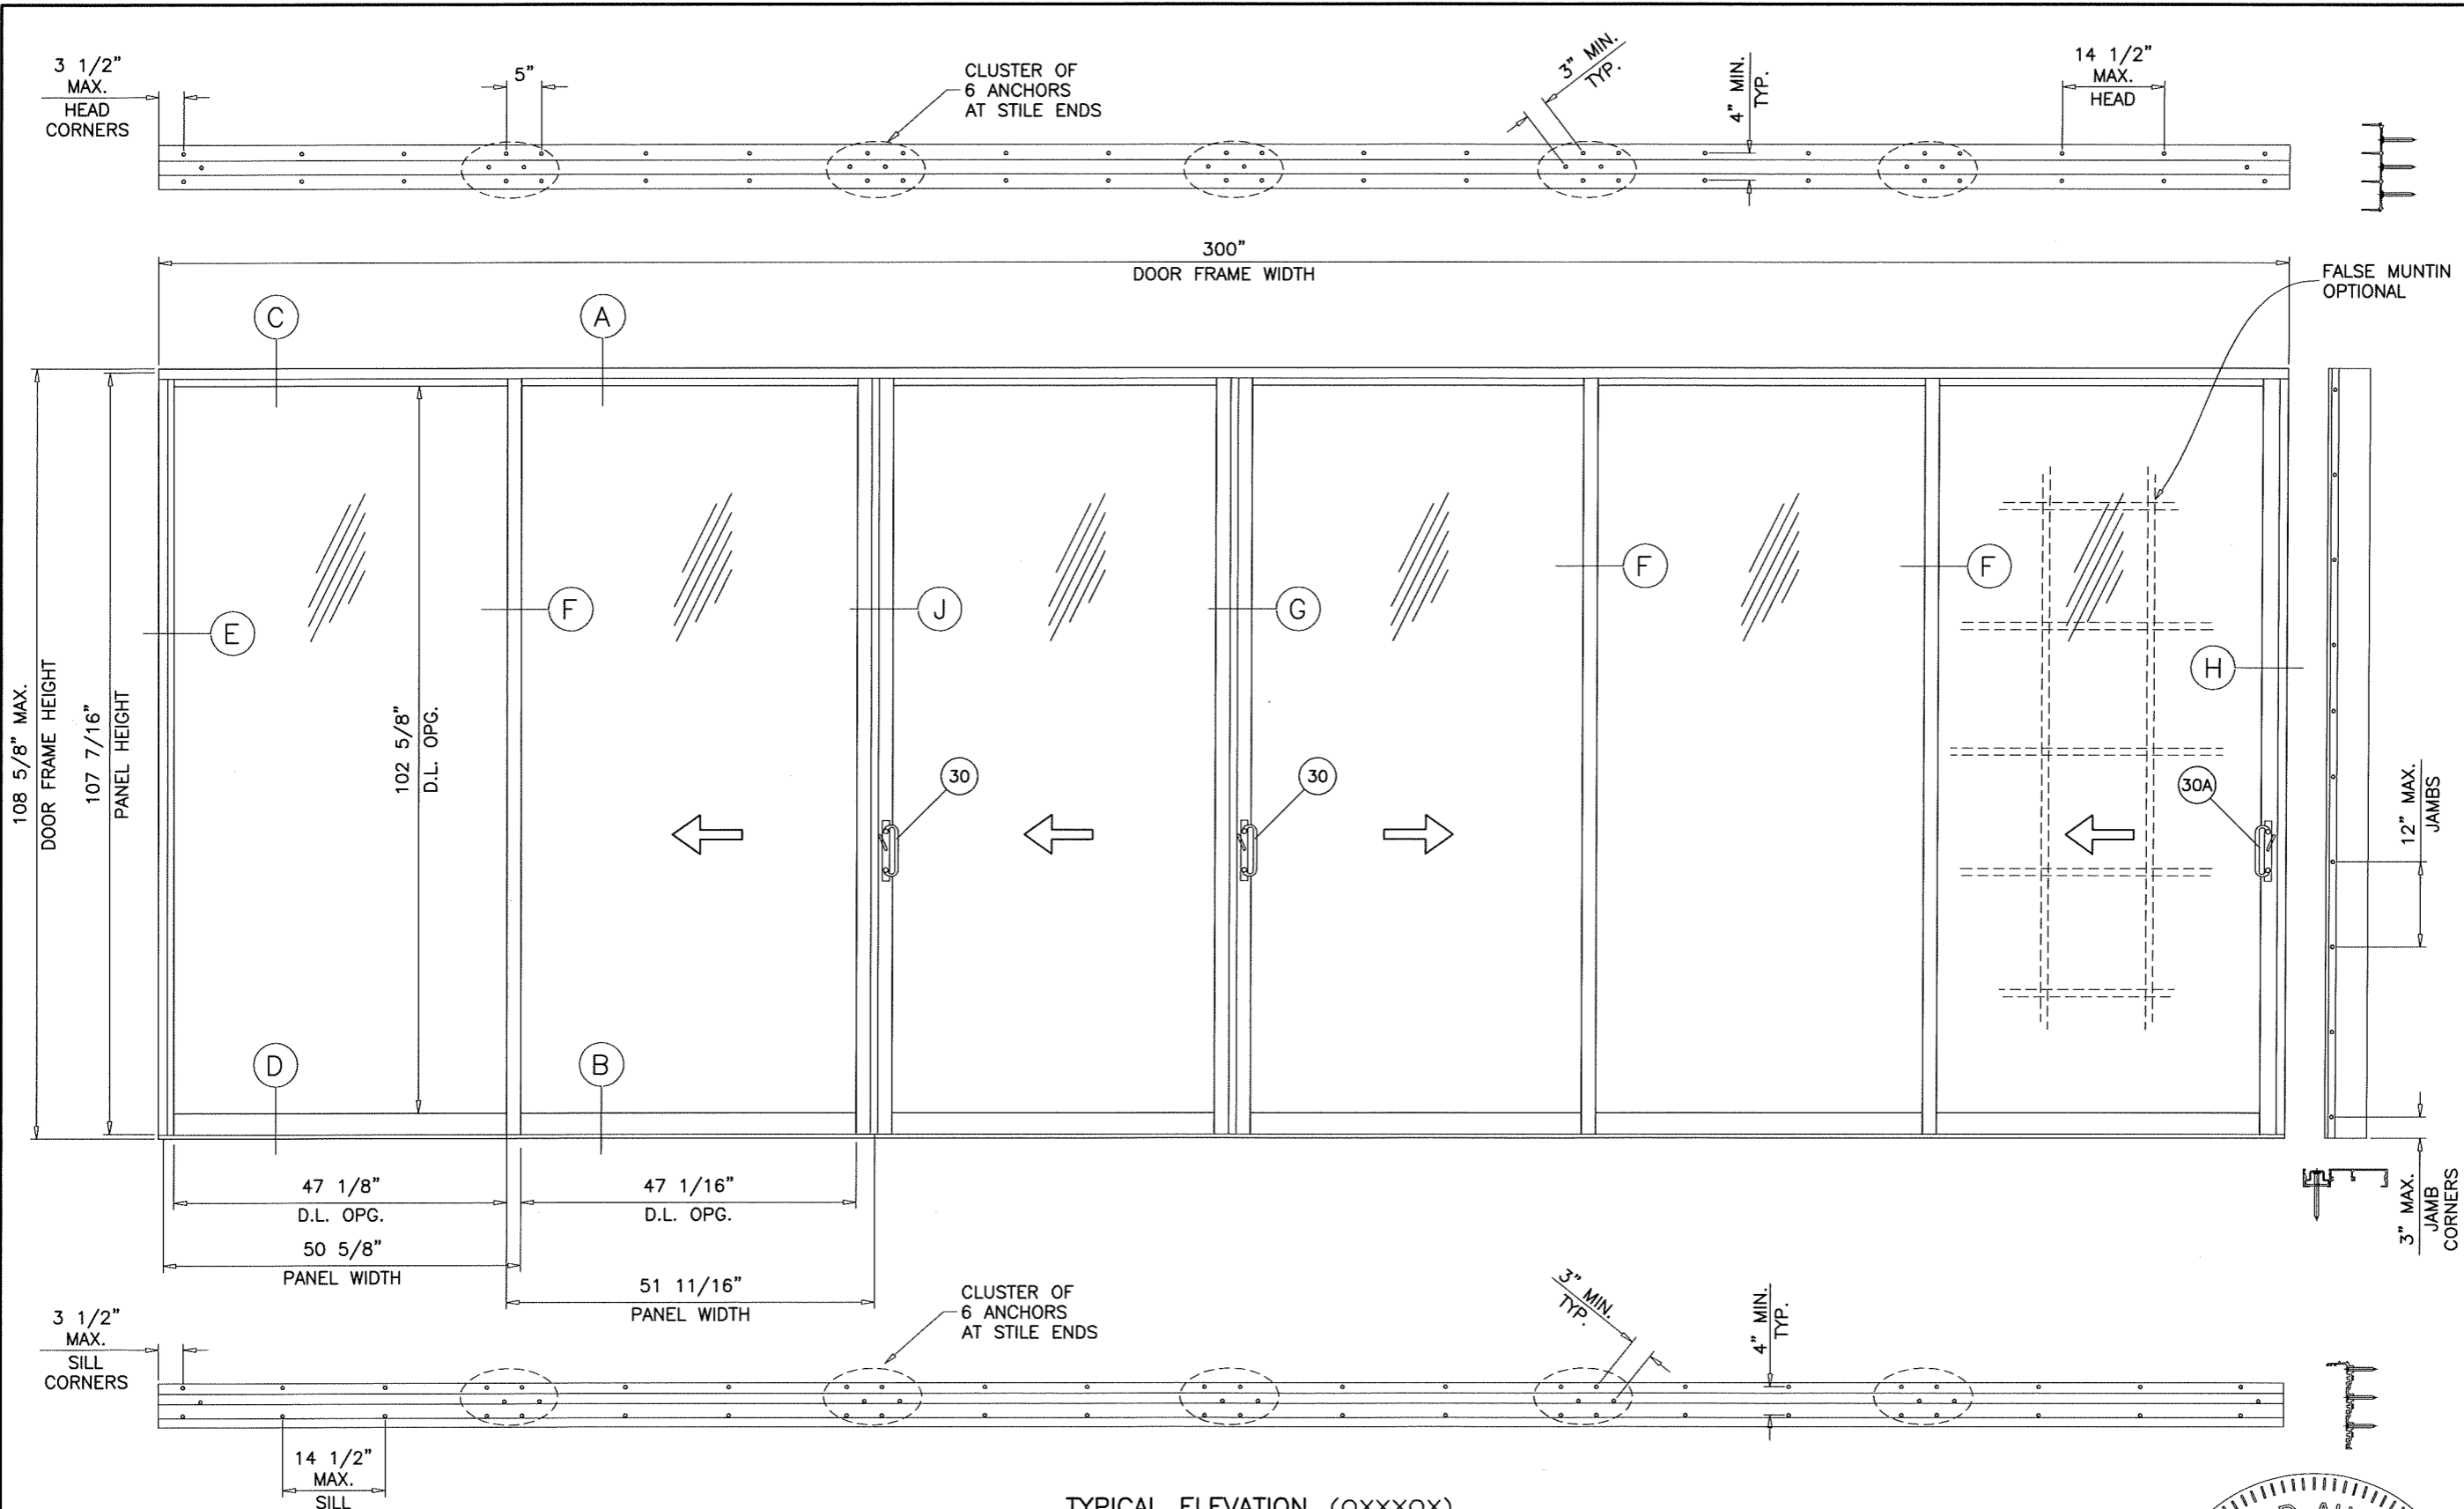 3 1/2"
MAX.
HEAD
CORNERS
5"
CLUSTER OF
6 ANCHORS
AT STILE ENDS
3" MIN.
TYP.
4" MIN.
TYP.
14 1/2"
MAX.
HEAD
300"
DOOR FRAME WIDTH
FALSE MUNTIN
OPTIONAL
C
A
108 5/8" MAX.
DOOR FRAME HEIGHT
107 7/16"
PANEL HEIGHT
102 5/8"
D.L. OPG.
E
F
J
G
F
F
H
30
30
30A
12" MAX.
JAMBS
D
B
3" MAX.
JAMB
CORNERS
47 1/8"
D.L. OPG.
47 1/16"
D.L. OPG.
50 5/8"
PANEL WIDTH
51 11/16"
PANEL WIDTH
3 1/2"
MAX.
SILL
CORNERS
CLUSTER OF
6 ANCHORS
AT STILE ENDS
3" MIN.
TYP.
4" MIN.
TYP.
14 1/2"
MAX.
SILL
TYPICAL ELEVATION (OXXXOX)